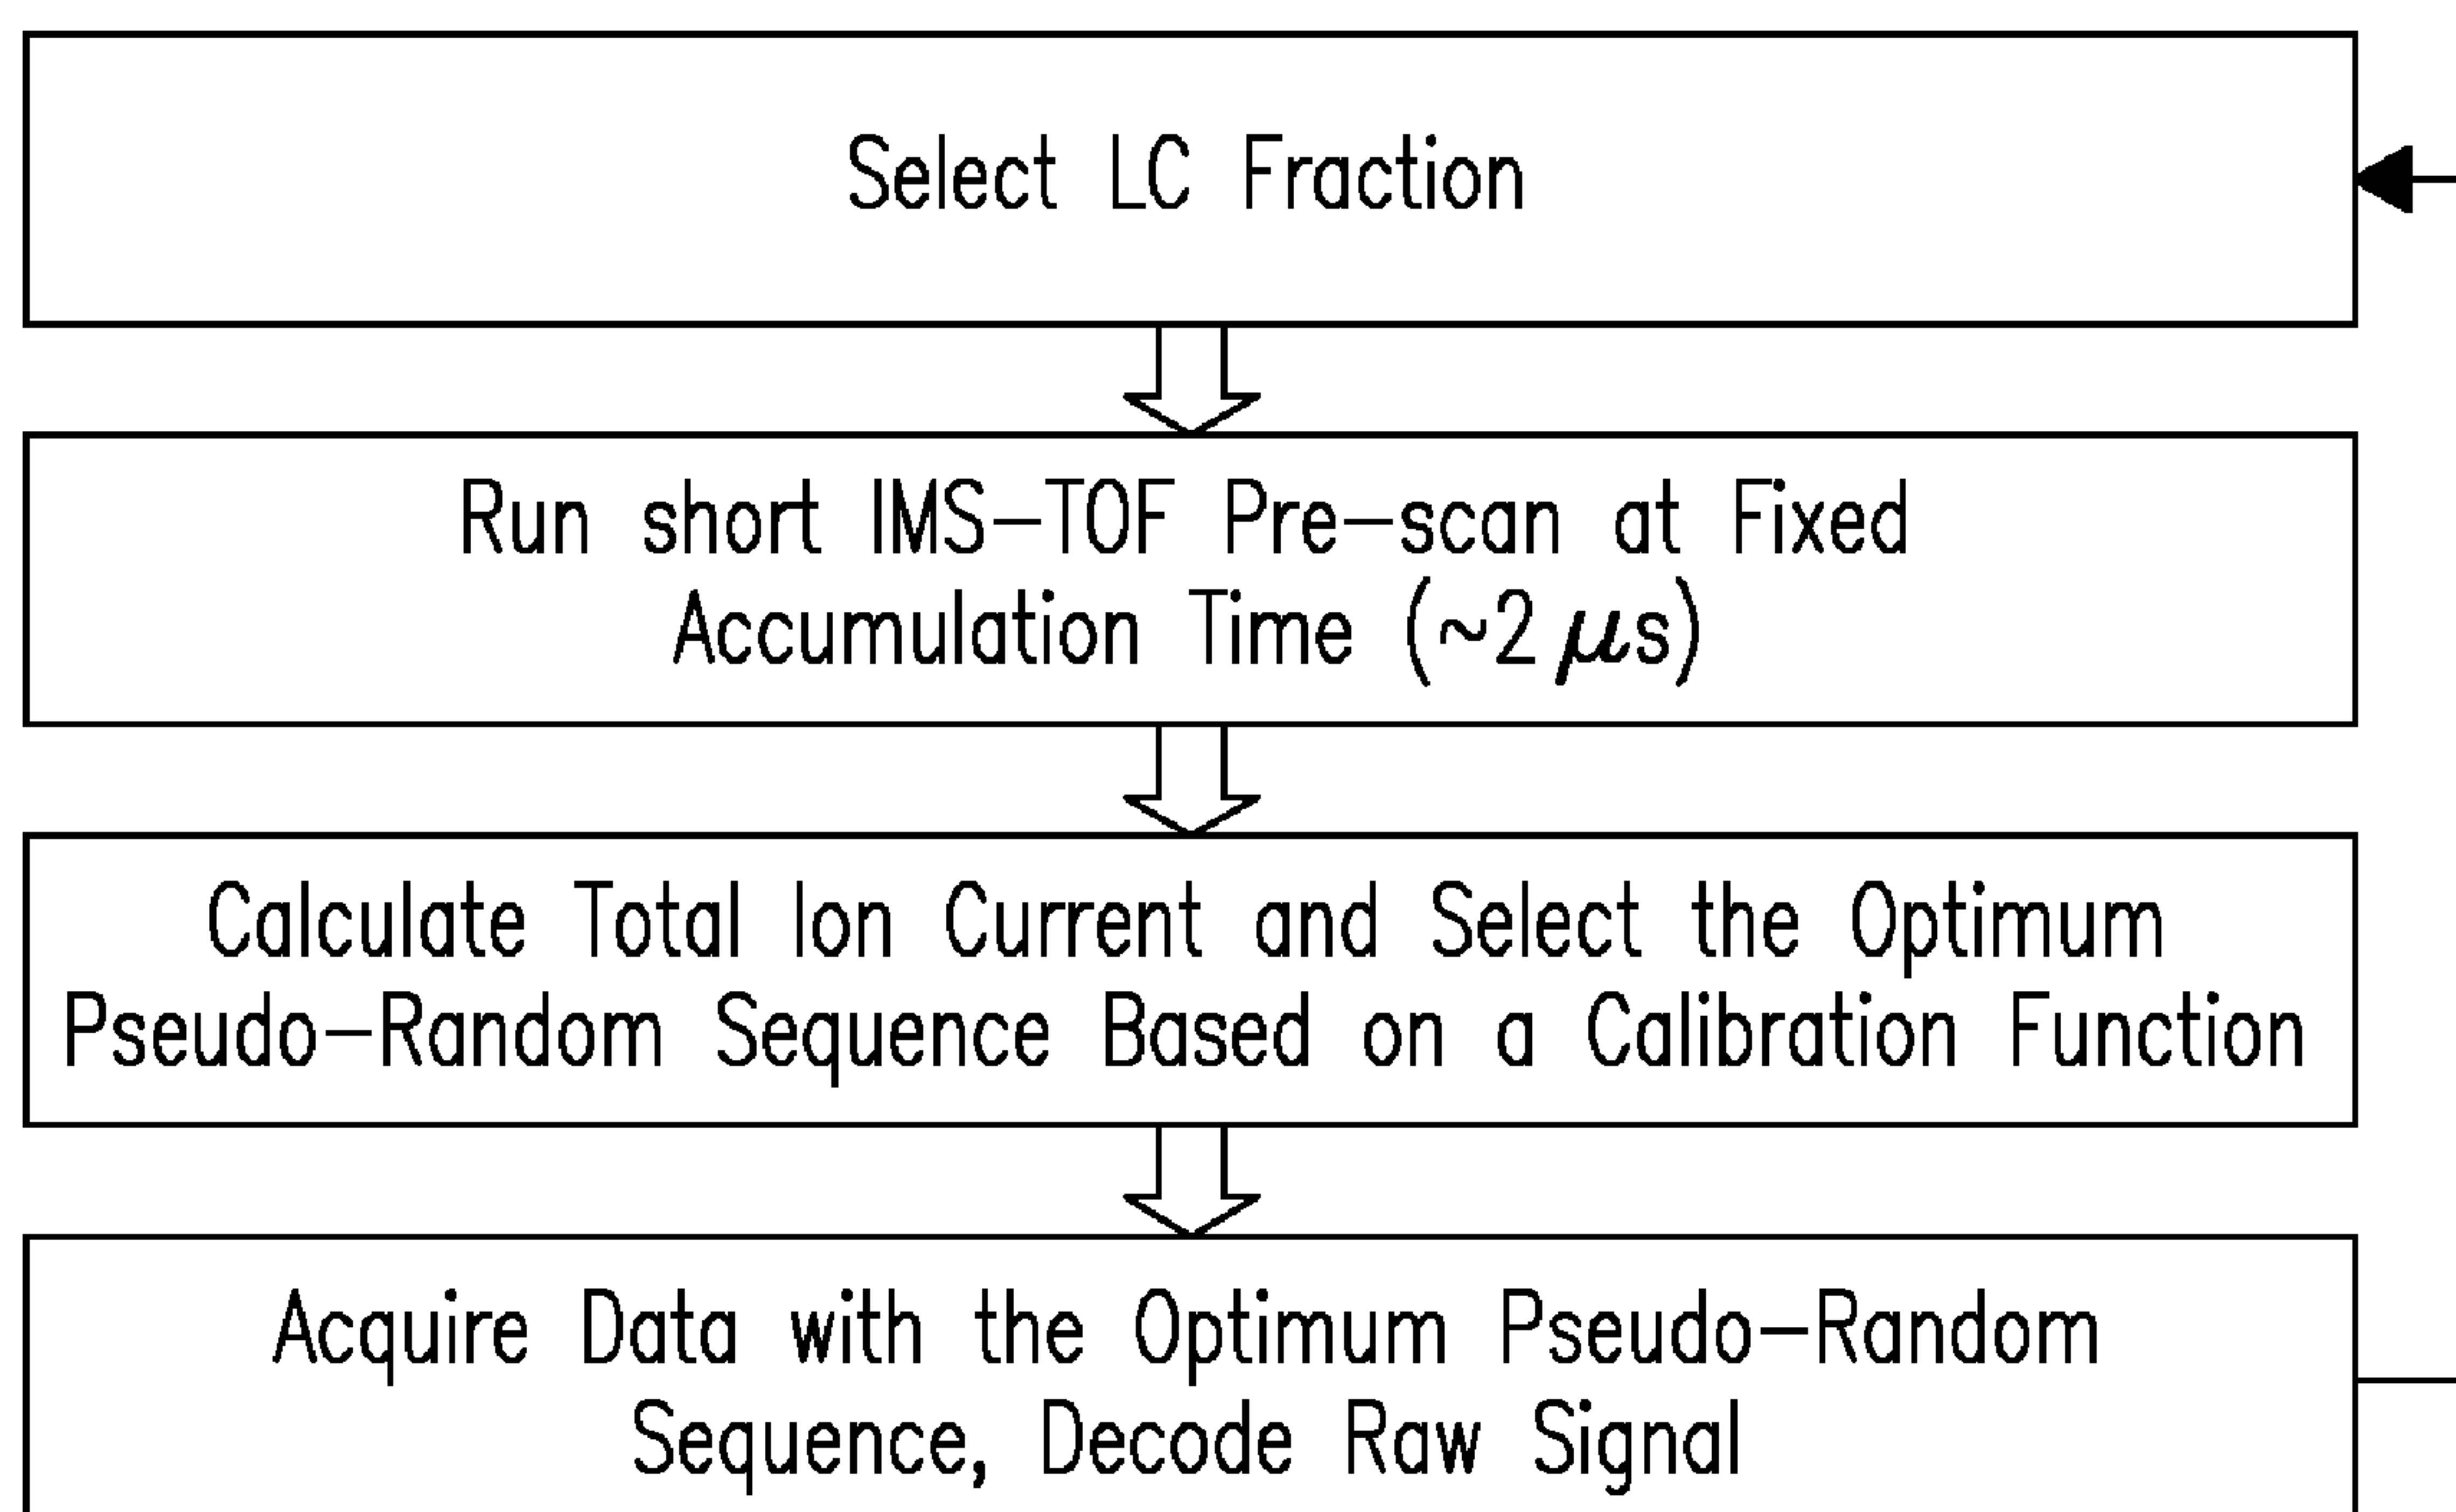 Select LC Fraction
Run short IMS–TOF Pre–scan at Fixed
Accumulation Time (~2 μs)
Calculate Total Ion Current and Select the Optimum
Pseudo–Random Sequence Based on a Calibration Function
Acquire Data with the Optimum Pseudo–Random
Sequence, Decode Raw Signal